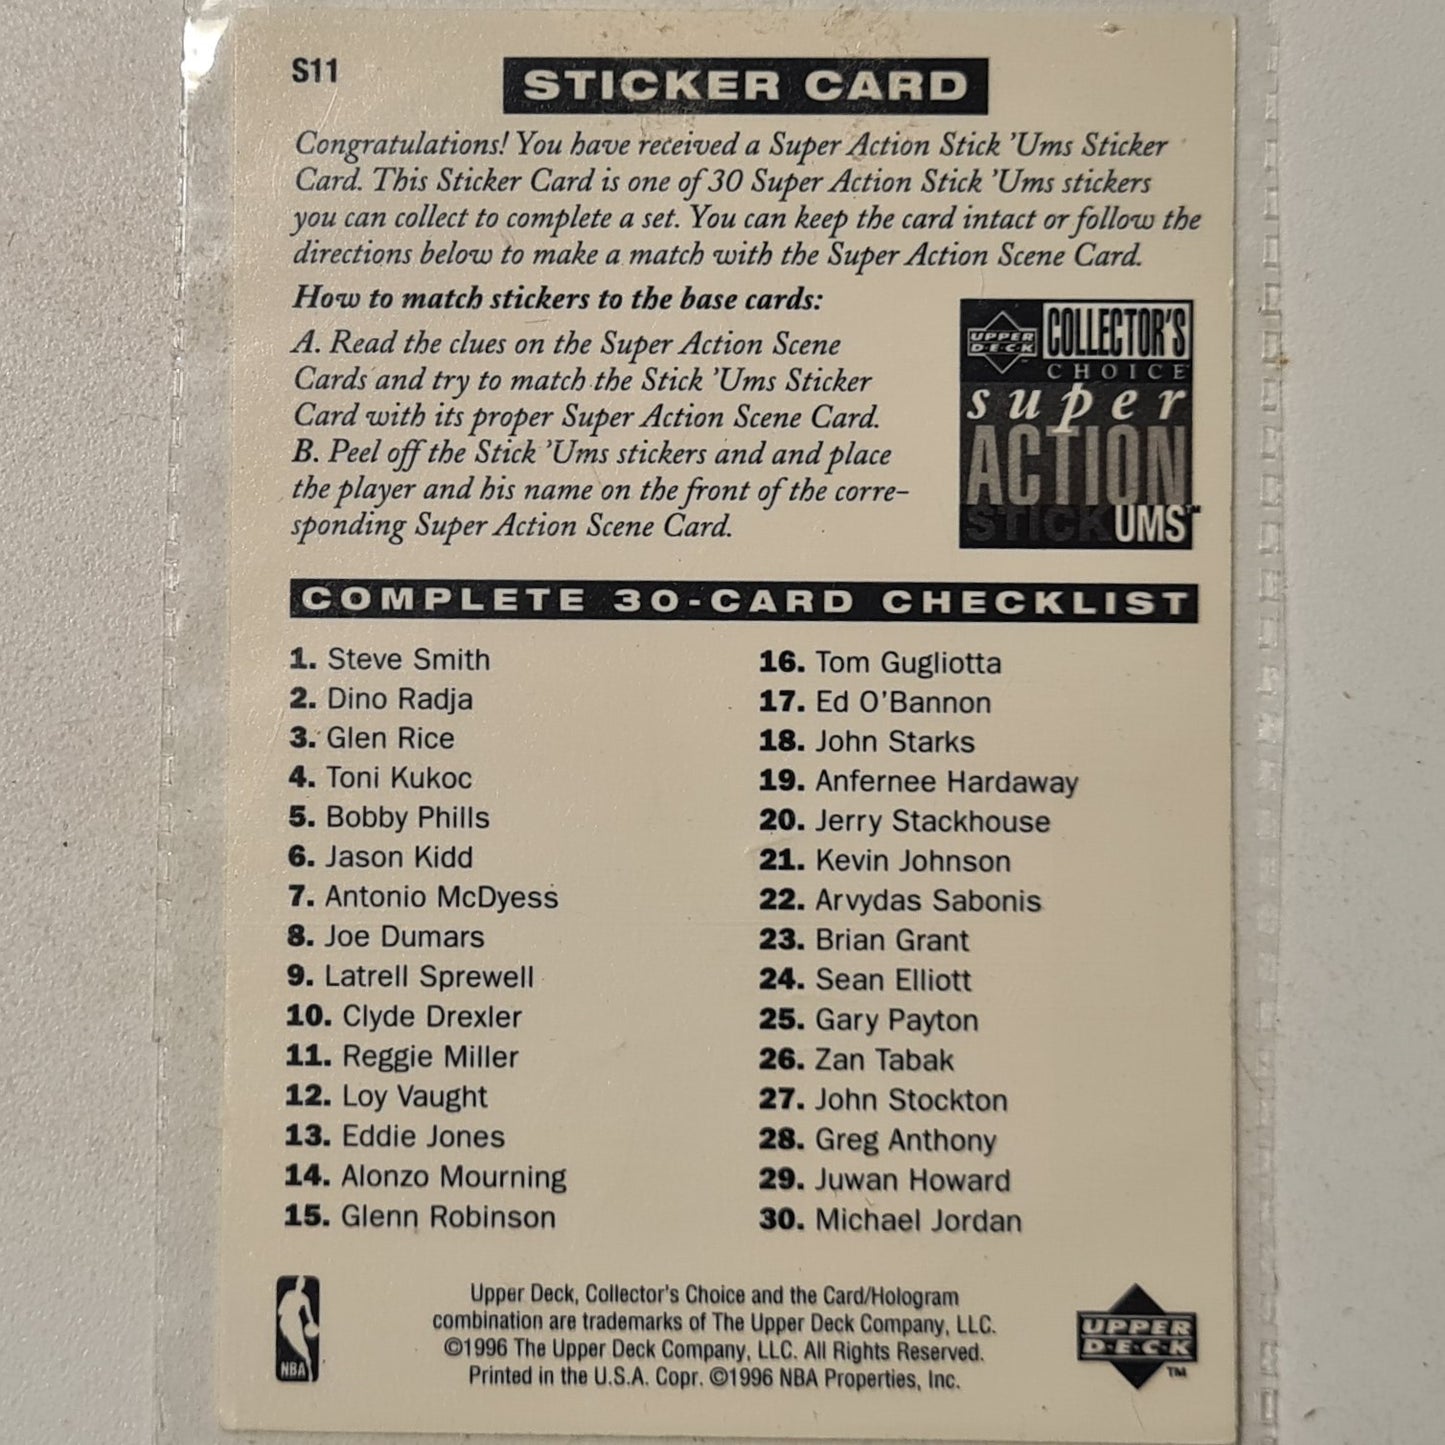 S11
STICKER CARD
Congratulations! You have received a Super Action Stick 'Ums Sticker
Card. This Sticker Card is one of 30 Super Action Stick 'Ums stickers
you can collect to complete a set. You can keep the card intact or follow the
directions below to make a match with the Super Action Scene Card.
How to match stickers to the base cards:
A. Read the clues on the Super Action Scene
Cards and try to match the Stick 'Ums Sticker
Card with its proper Super Action Scene Card.
B. Peel off the Stick 'Ums stickers and and place
the player and his name on the front of the corre-
sponding Super Action Scene Card.
UPPER
DECK
COLLECTOR'S
CHOICE
super
ACTION
STICKUMS™
COMPLETE 30-CARD CHECKLIST
1. Steve Smith
2. Dino Radja
3. Glen Rice
4. Toni Kukoc
5. Bobby Phills
6. Jason Kidd
7. Antonio McDyess
8. Joe Dumars
9. Latrell Sprewell
10. Clyde Drexler
11. Reggie Miller
12. Loy Vaught
13. Eddie Jones
14. Alonzo Mourning
15. Glenn Robinson
16. Tom Gugliotta
17. Ed O'Bannon
18. John Starks
19. Anfernee Hardaway
20. Jerry Stackhouse
21. Kevin Johnson
22. Arvydas Sabonis
23. Brian Grant
24. Sean Elliott
25. Gary Payton
26. Zan Tabak
27. John Stockton
28. Greg Anthony
29. Juwan Howard
30. Michael Jordan
NBA
Upper Deck, Collector's Choice and the Card/Hologram
combination are trademarks of The Upper Deck Company, LLC.
©1996 The Upper Deck Company, LLC. All Rights Reserved.
Printed in the U.S.A. Copr. ©1996 NBA Properties, Inc.
UPPER
D·E·C·K
™